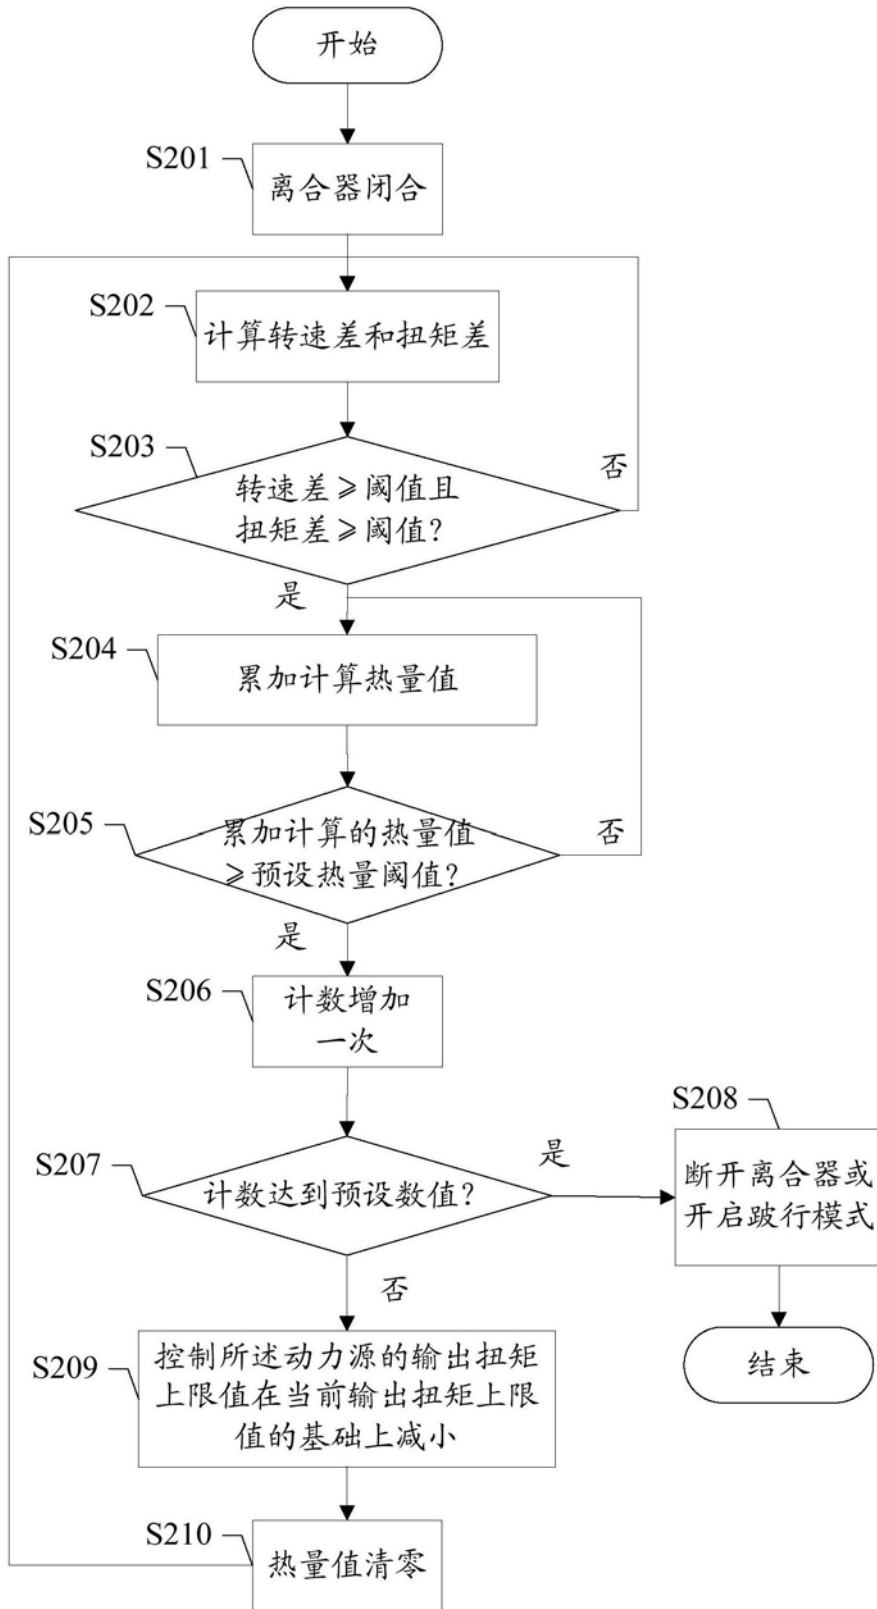 开始
S201
离合器闭合
S202
计算转速差和扭矩差
S203
转速差≥阈值且
扭矩差≥阈值?
否
是
S204
累加计算热量值
S205
累加计算的热量值
≥预设热量阈值?
否
是
S206
计数增加
一次
S207
计数达到预设数值?
是
S208
断开离合器或
开启跛行模式
结束
否
S209
控制所述动力源的输出扭矩
上限值在当前输出扭矩上限
值的基础上减小
S210
热量值清零